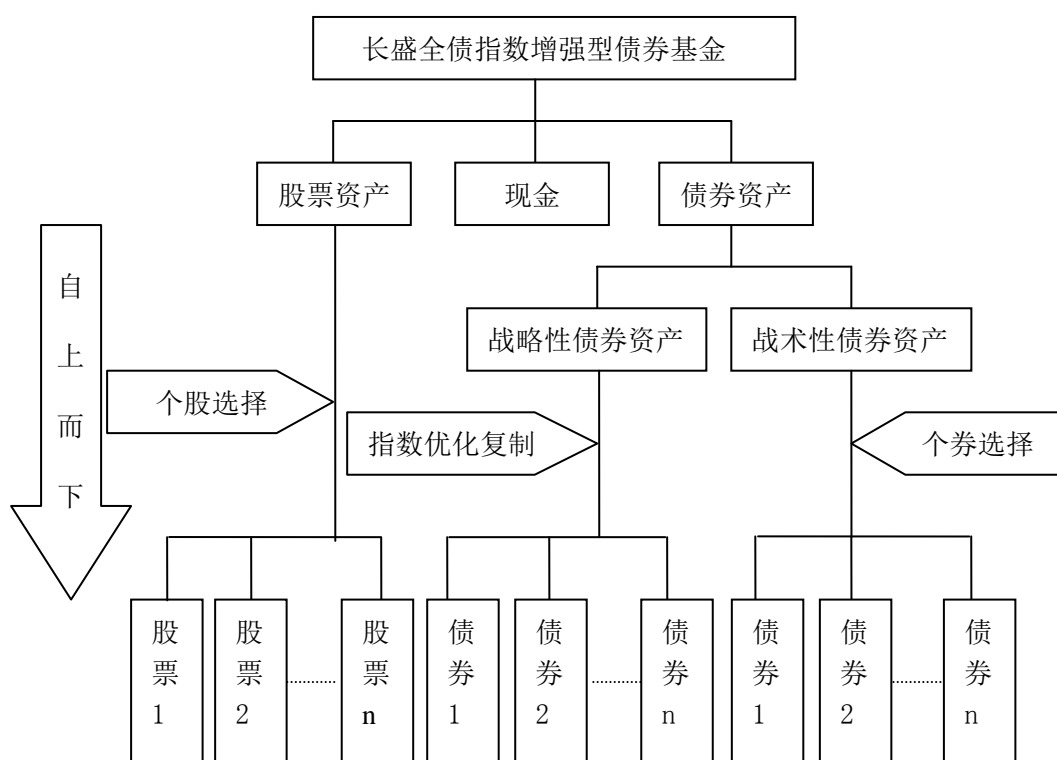 长盛全债指数增强型债券基金
股票资产
现金
债券资产
自上而下
战略性债券资产
战术性债券资产
个股选择
指数优化复制
个券选择
股票1
股票2
股票n
债券1
债券2
债券n
债券1
债券2
债券n